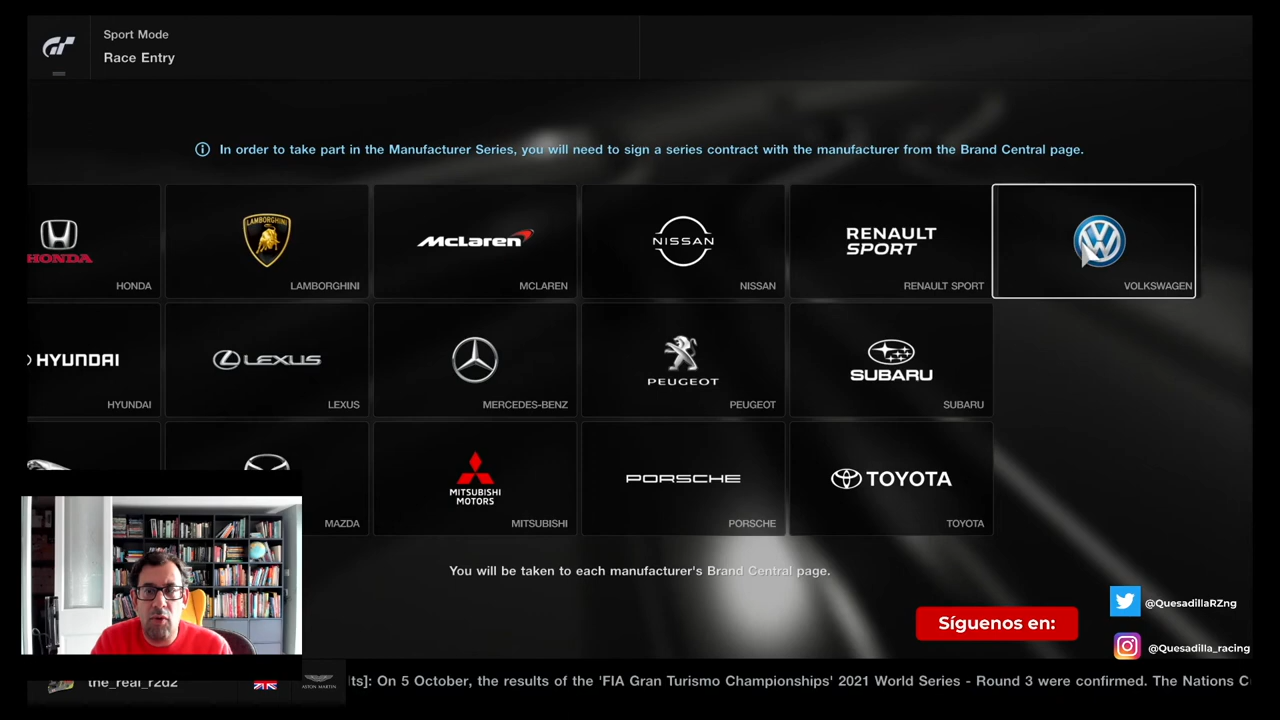 Sport Mode
Race Entry
In order to take part in the Manufacturer Series, you will need to sign a series contract with the manufacturer from the Brand Central page.
HONDA
HONDA
LAMBORGHINI
LAMBORGHINI
McLaren
MCLAREN
NISSAN
NISSAN
RENAULT
SPORT
RENAULT SPORT
VOLKSWAGEN
HYUNDAI
HYUNDAI
LEXUS
LEXUS
MERCEDES-BENZ
PEUGEOT
PEUGEOT
SUBARU
SUBARU
MAZDA
MITSUBISHI
MOTORS
MITSUBISHI
PORSCHE
PORSCHE
TOYOTA
TOYOTA
You will be taken to each manufacturer's Brand Central page.
Síguenos en:
@QuesadillaRZng
@Quesadilla_racing
the_real_r2d2
ASTON MARTIN
lts]: On 5 October, the results of the 'FIA Gran Turismo Championships' 2021 World Series - Round 3 were confirmed. The Nations C